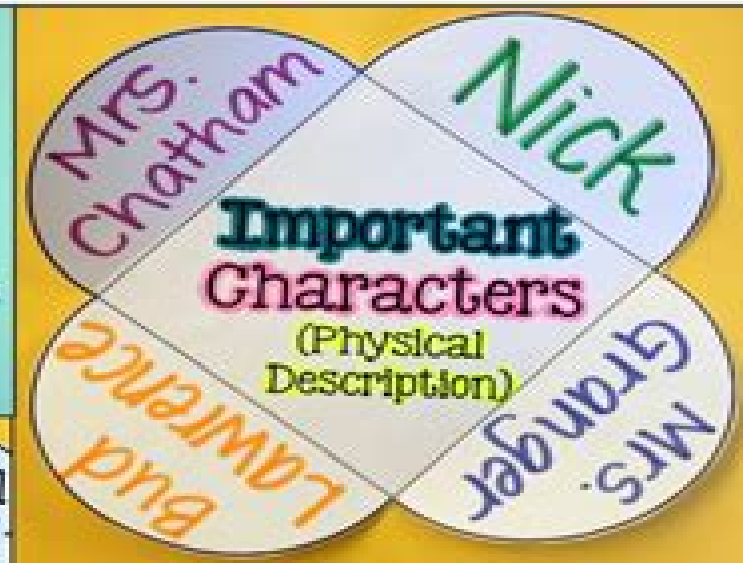 Mrs.
Chatham
Nick
Important
Characters
(Physical
Description)
Bud
Lawrence
Mrs.
Granger